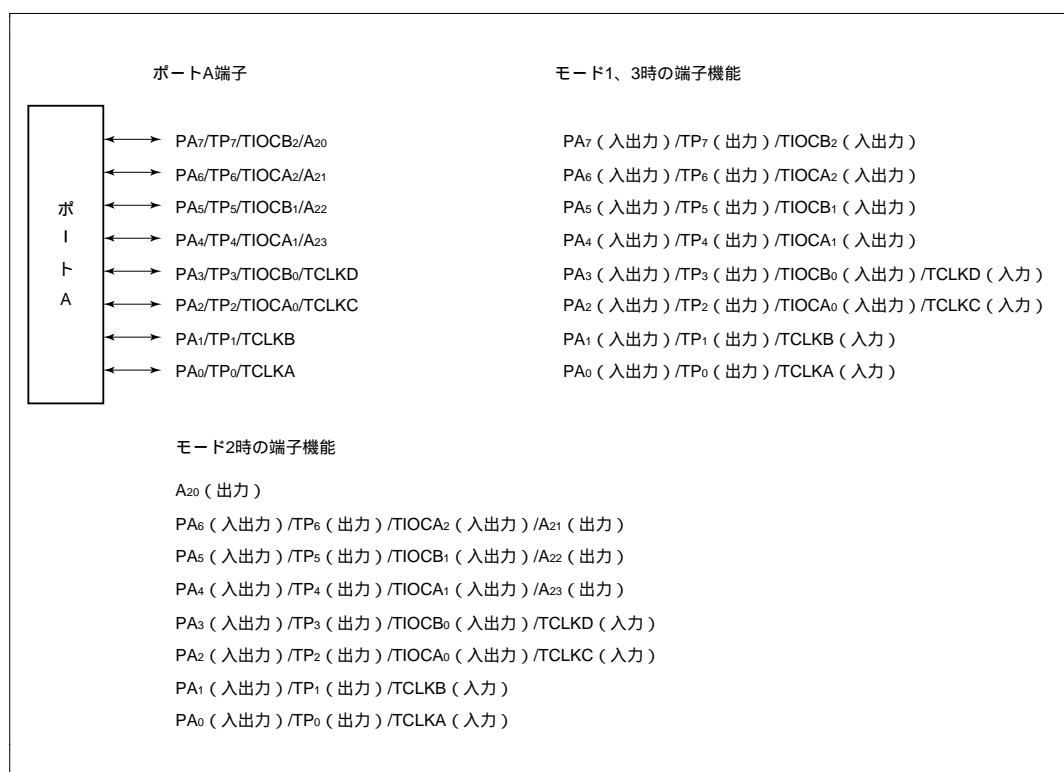 ポートA端子 モード1、3時の端子機能
ポートA
PA7/TP7/TIOCB2/A20 PA7（入出力）/TP7（出力）/TIOCB2（入出力）
PA6/TP6/TIOCA2/A21 PA6（入出力）/TP6（出力）/TIOCA2（入出力）
PA5/TP5/TIOCB1/A22 PA5（入出力）/TP5（出力）/TIOCB1（入出力）
PA4/TP4/TIOCA1/A23 PA4（入出力）/TP4（出力）/TIOCA1（入出力）
PA3/TP3/TIOCB0/TCLKD PA3（入出力）/TP3（出力）/TIOCB0（入出力）/TCLKD（入力）
PA2/TP2/TIOCA0/TCLKC PA2（入出力）/TP2（出力）/TIOCA0（入出力）/TCLKC（入力）
PA1/TP1/TCLKB PA1（入出力）/TP1（出力）/TCLKB（入力）
PA0/TP0/TCLKA PA0（入出力）/TP0（出力）/TCLKA（入力）
モード2時の端子機能
A20（出力）
PA6（入出力）/TP6（出力）/TIOCA2（入出力）/A21（出力）
PA5（入出力）/TP5（出力）/TIOCB1（入出力）/A22（出力）
PA4（入出力）/TP4（出力）/TIOCA1（入出力）/A23（出力）
PA3（入出力）/TP3（出力）/TIOCB0（入出力）/TCLKD（入力）
PA2（入出力）/TP2（出力）/TIOCA0（入出力）/TCLKC（入力）
PA1（入出力）/TP1（出力）/TCLKB（入力）
PA0（入出力）/TP0（出力）/TCLKA（入力）